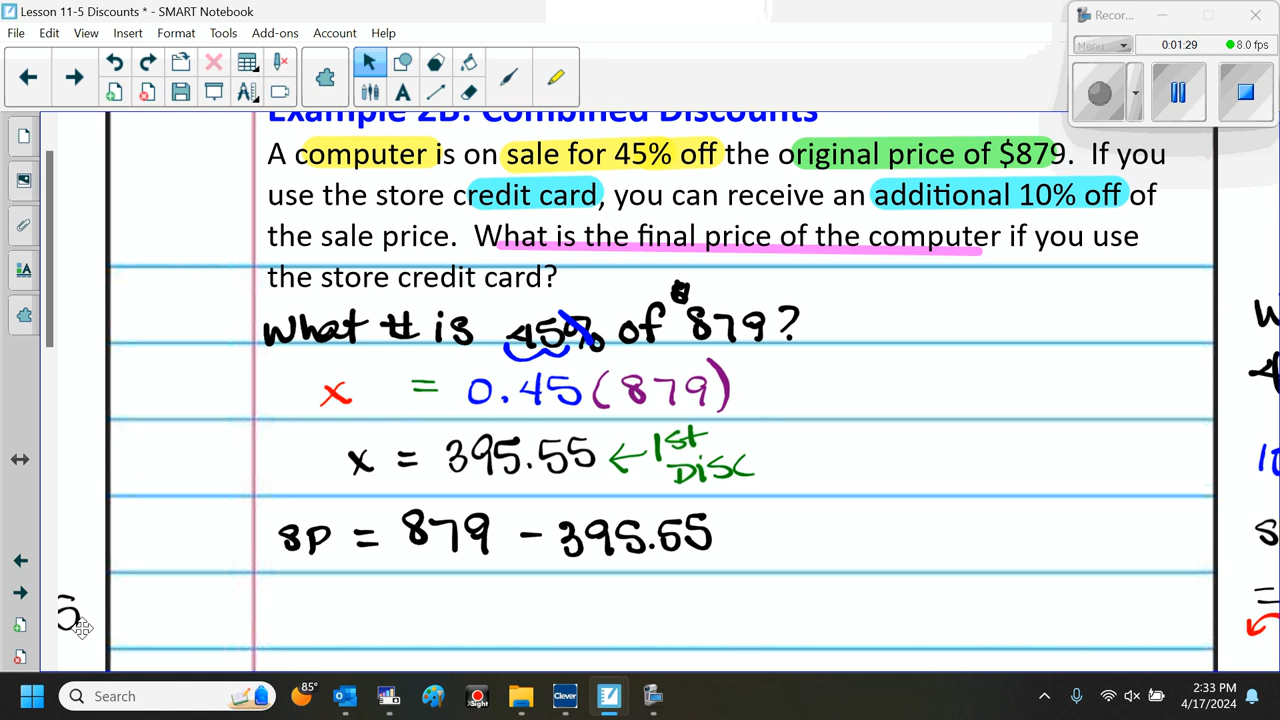 Lesson 11-5 Discounts * - SMART Notebook
Recor...
File Edit View Insert Format Tools Add-ons Account Help
Menu 0:01:29 8.0 fps
Example 2B: Combined Discounts
A computer is on sale for 45% off the original price of $879. If you
use the store credit card, you can receive an additional 10% off of
the sale price. What is the final price of the computer if you use
the store credit card?
What # is 45% of 879?
x = 0.45(879)
x = 395.55 ← 1st
Disc
SP = 879 - 395.55
5
Search
85°
Clever
2:33 PM
4/17/2024